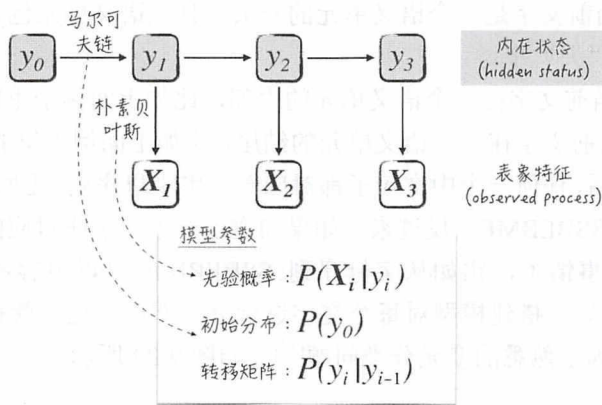 马尔可
夫链
y₀ y₁ y₂ y₃
内在状态
(hidden status)
朴素贝
叶斯
X₁ X₂ X₃
表象特征
(observed process)
模型参数
先验概率：P(Xᵢ|yᵢ)
初始分布：P(y₀)
转移矩阵：P(yᵢ|yᵢ₋₁)